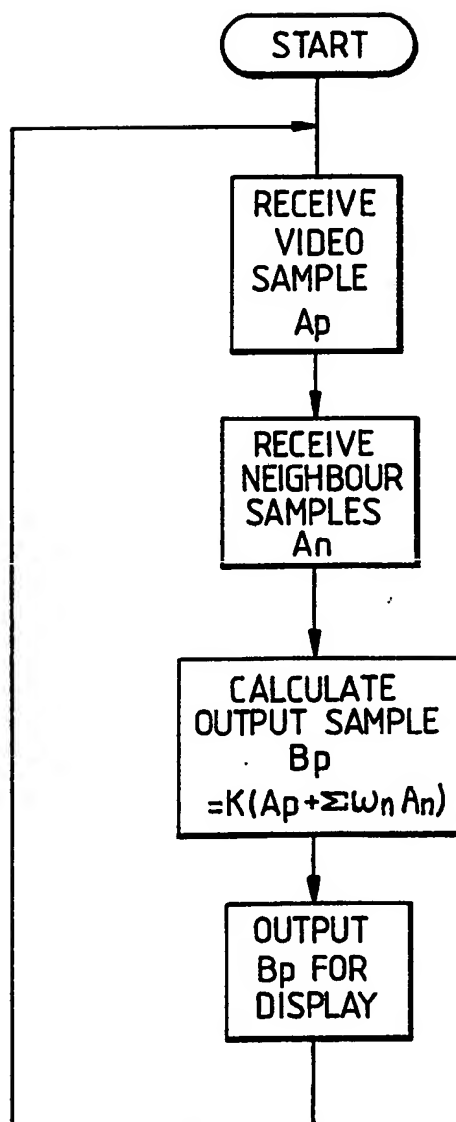 START
RECEIVE
VIDEO
SAMPLE
Ap
RECEIVE
NEIGHBOUR
SAMPLES
An
CALCULATE
OUTPUT SAMPLE
Bp
=K(Ap+Σωn An)
OUTPUT
Bp FOR
DISPLAY